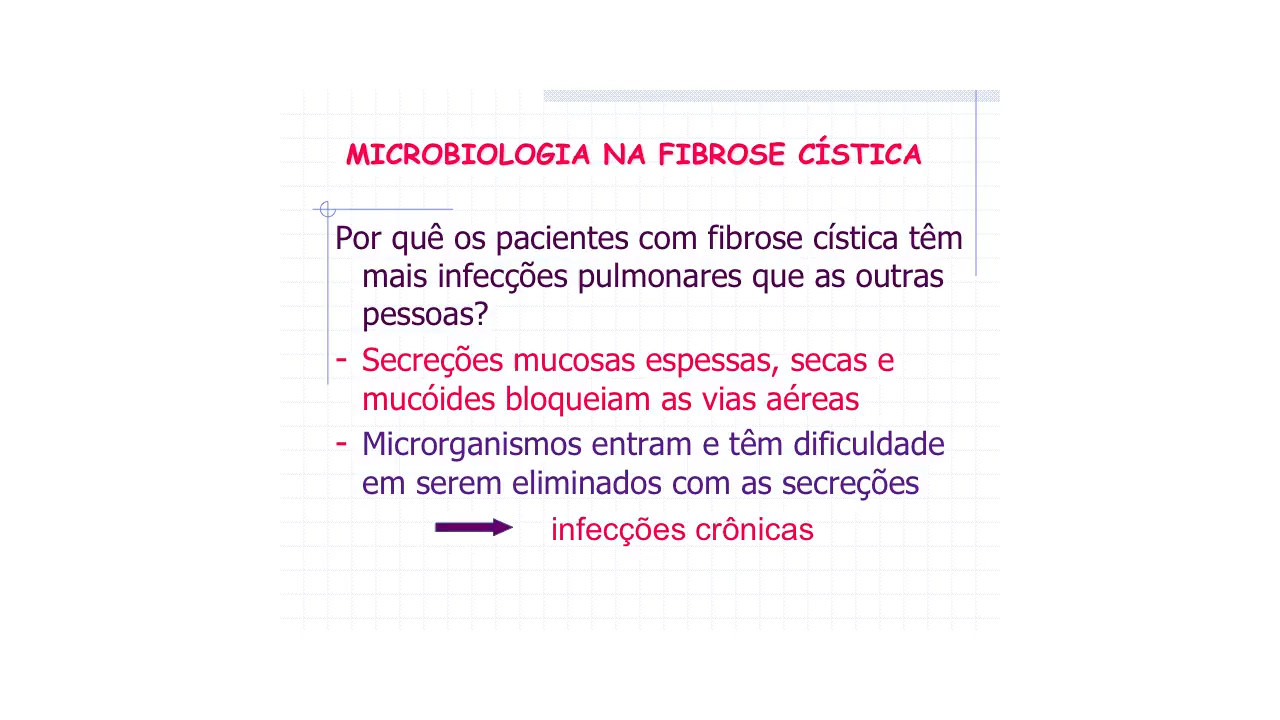 MICROBIOLOGIA NA FIBROSE CÍSTICA
Por quê os pacientes com fibrose cística têm
mais infecções pulmonares que as outras
pessoas?
- Secreções mucosas espessas, secas e
mucóides bloqueiam as vias aéreas
- Microrganismos entram e têm dificuldade
em serem eliminados com as secreções
infecções crônicas